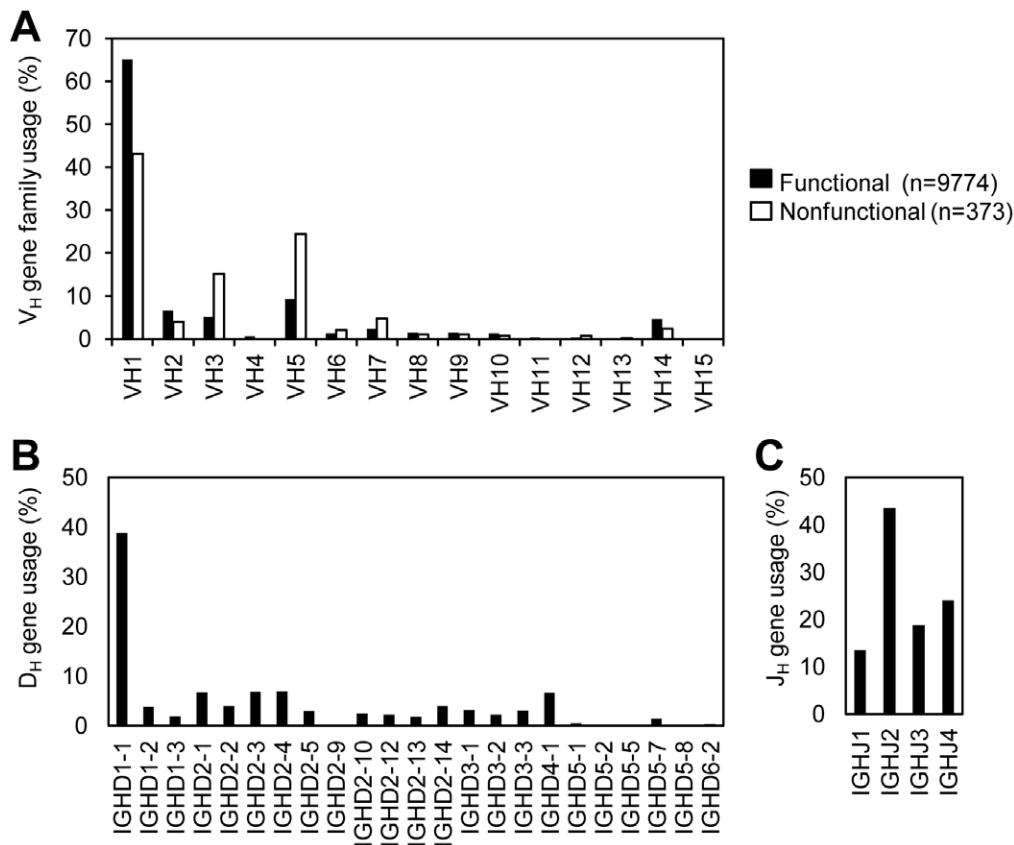 A
VH gene family usage (%)
70
60
50
40
30
20
10
0
VH1
VH2
VH3
VH4
VH5
VH6
VH7
VH8
VH9
VH10
VH11
VH12
VH13
VH14
VH15
Functional (n=9774)
Nonfunctional (n=373)
B
DH gene usage (%)
50
40
30
20
10
0
IGHD1-1
IGHD1-2
IGHD1-3
IGHD2-1
IGHD2-2
IGHD2-3
IGHD2-4
IGHD2-5
IGHD2-9
IGHD2-10
IGHD2-12
IGHD2-13
IGHD2-14
IGHD3-1
IGHD3-2
IGHD3-3
IGHD4-1
IGHD5-1
IGHD5-2
IGHD5-5
IGHD5-7
IGHD5-8
IGHD6-2
C
JH gene usage (%)
50
40
30
20
10
0
IGHJ1
IGHJ2
IGHJ3
IGHJ4